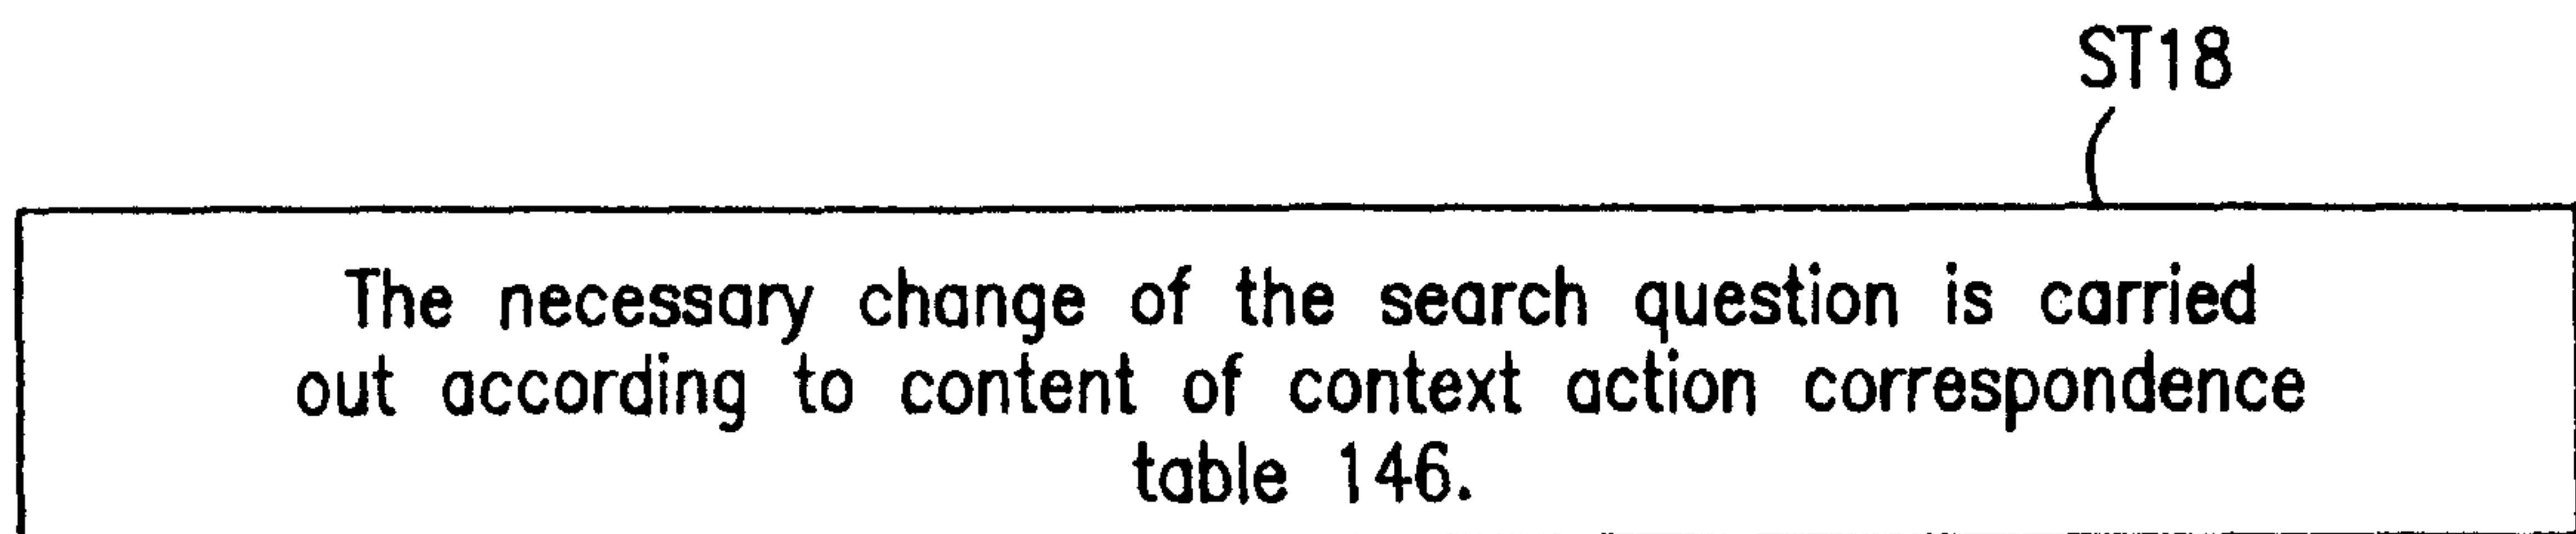 ST18
The necessary change of the search question is carried
out according to content of context action correspondence
table 146.